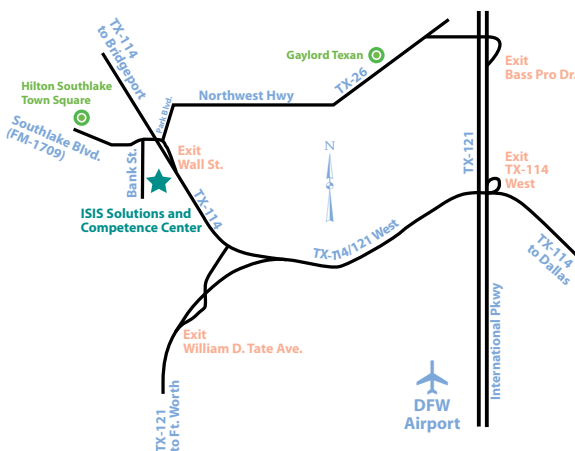 TX-114
to Bridgeport
Gaylord Texan
TX-26
Exit
Bass Pro Dr.
Hilton Southlake
Town Square
Northwest Hwy
Park Blvd.
Southlake Blvd.
(FM-1709)
Exit
Wall St.
Bank St.
N
TX-121
Exit
TX-114
West
ISIS Solutions and
Competence Center
TX-114
TX-114/121 West
TX-114
to Dallas
Exit
William D. Tate Ave.
International Pkwy
DFW
Airport
TX-121
to Ft. Worth